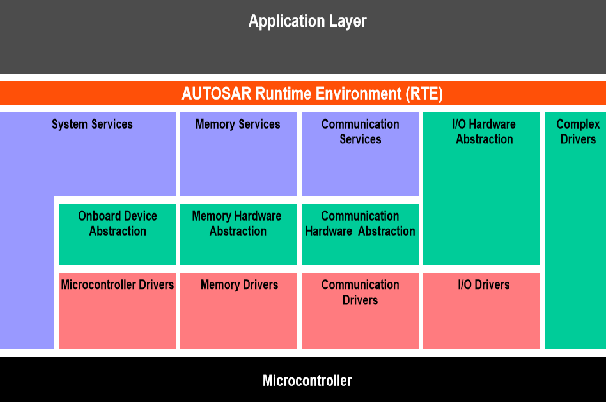 Application Layer
AUTOSAR Runtime Environment (RTE)
System Services
Memory Services
Communication
Services
I/O Hardware
Abstraction
Complex
Drivers
Onboard Device
Abstraction
Memory Hardware
Abstraction
Communication
Hardware Abstraction
Microcontroller Drivers
Memory Drivers
Communication
Drivers
I/O Drivers
Microcontroller